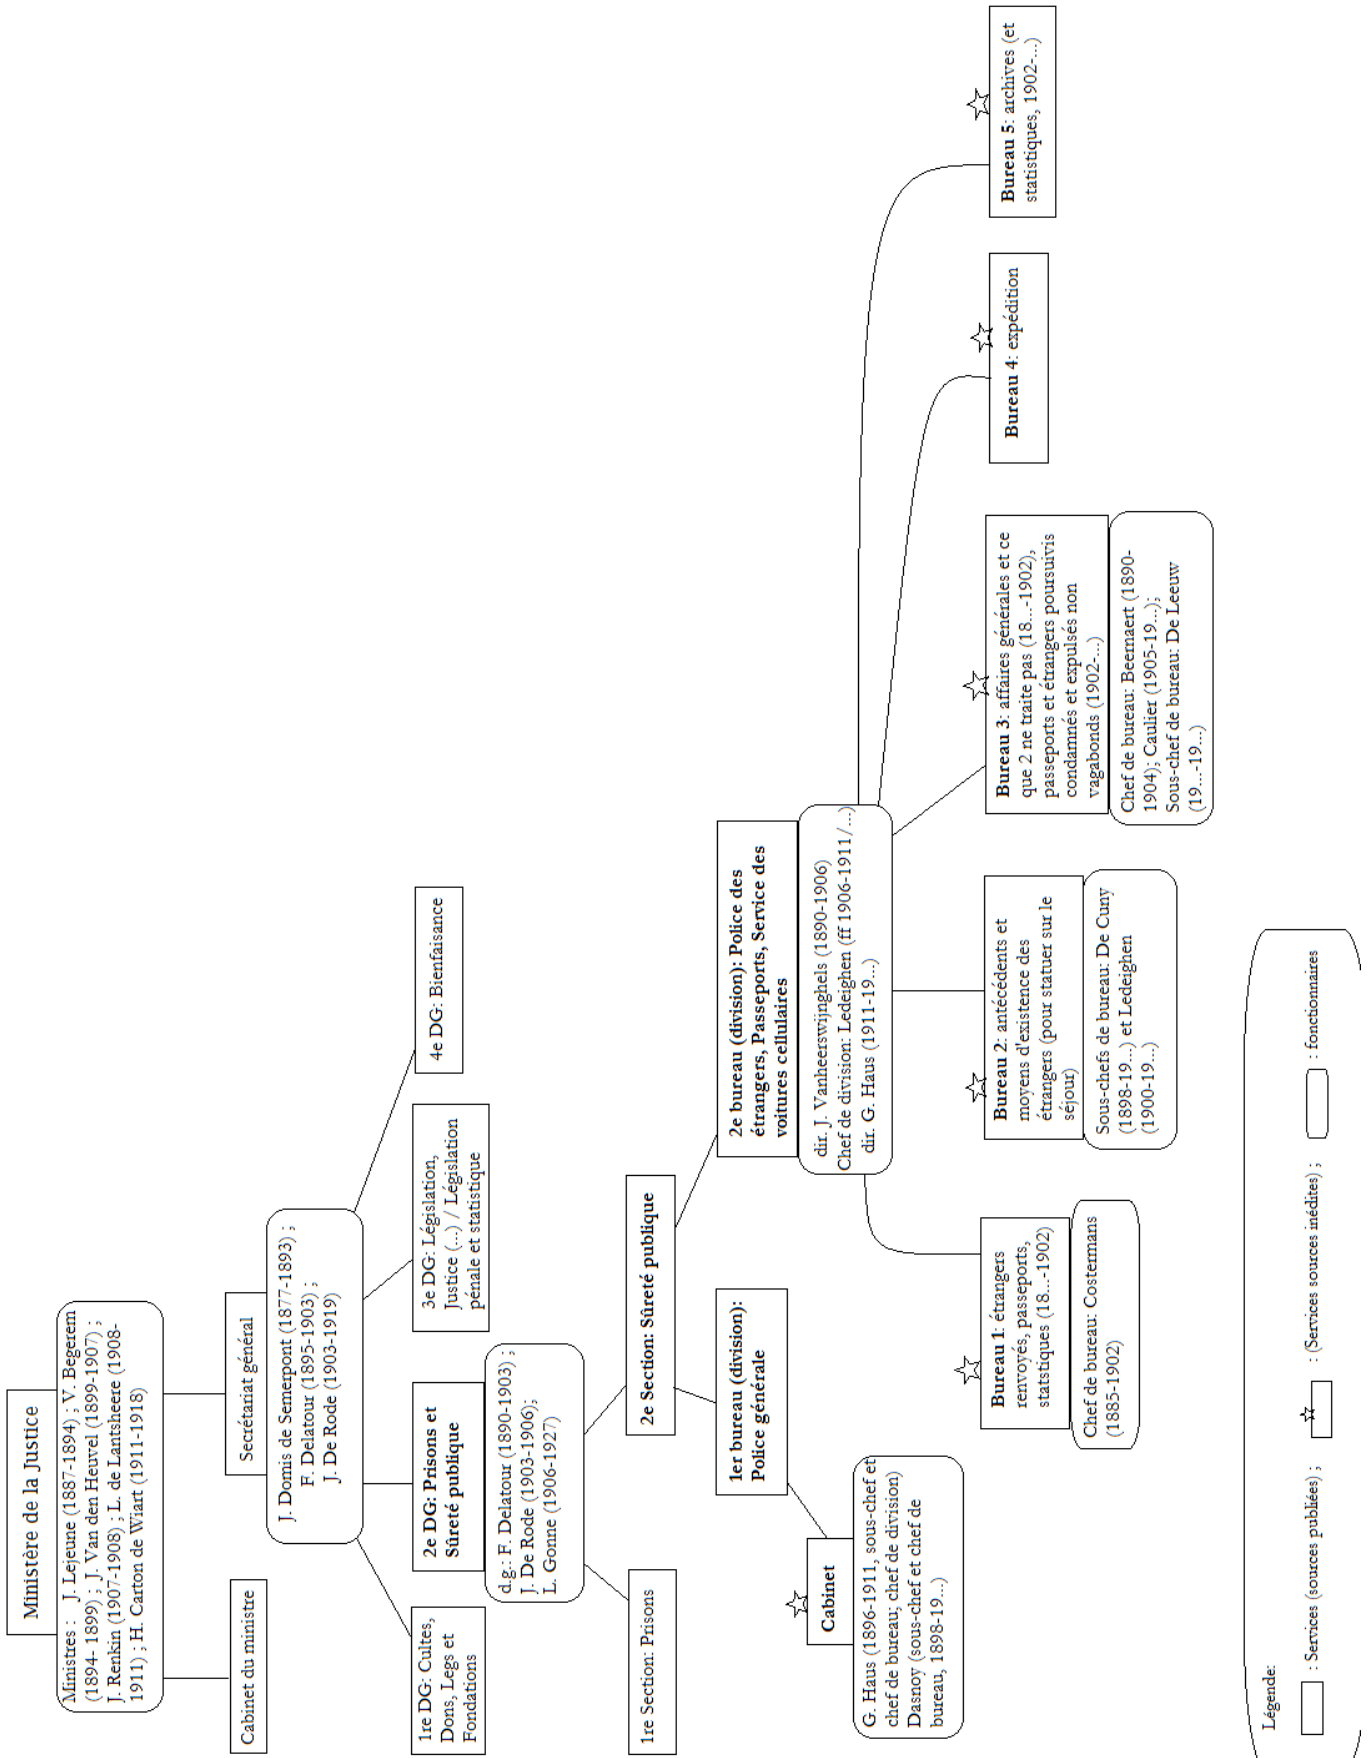 Ministère de la Justice
Ministres : J. Lejeune (1887-1894) ; V. Begerem
(1894- 1899) ; J. Van den Heuvel (1899-1907) ;
J. Renkin (1907-1908) ; L. de Lantsheere (1908-
1911) ; H. Carton de Wiart (1911-1918)
Cabinet du ministre
Secrétariat général
J. Domis de Semerpont (1877-1893) ;
F. Delatour (1895-1903) ;
J. De Rode (1903-1919)
1re DG: Cultes,
Dons, Legs et
Fondations
2e DG: Prisons et
Sûreté publique
d.g.: F. Delatour (1890-1903) ;
J. De Rode (1903-1906);
L. Gonne (1906-1927)
3e DG: Législation,
Justice (...) / Législation
pénale et statistique
4e DG: Bienfaisance
1re Section: Prisons
2e Section: Sûreté publique
1er bureau (division):
Police générale
2e bureau (division): Police des
étrangers, Passeports, Service des
voitures cellulaires
dir. J. Vanheerswijnghels (1890-1906)
Chef de division: Ledeighen (ff 1906-1911/...)
dir. G. Haus (1911-19...)
Cabinet
G. Haus (1896-1911, sous-chef et
chef de bureau; chef de division)
Dasnoy (sous-chef et chef de
bureau, 1898-19...)
Bureau 1: étrangers
renvoyés, passeports,
statstiques (18...-1902)
Chef de bureau: Costermans
(1885-1902)
Bureau 2: antécédents et
moyens d'existence des
étrangers (pour statuer sur le
séjour)
Sous-chefs de bureau: De Cuny
(1898-19...) et Ledeighen
(1900-19...)
Bureau 3: affaires générales et ce
que 2 ne traite pas (18...-1902),
passeports et étrangers poursuivis
condamnés et expulsés non
vagabonds (1902-...)
Chef de bureau: Beernaert (1890-
1904); Caulier (1905-19...);
Sous-chef de bureau: De Leeuw
(19...-19...)
Bureau 4: expédition
Bureau 5: archives (et
statistiques, 1902-...)
Légende:
: Services (sources publiées) ;
: (Services sources inédites) ;
: fonctionnaires